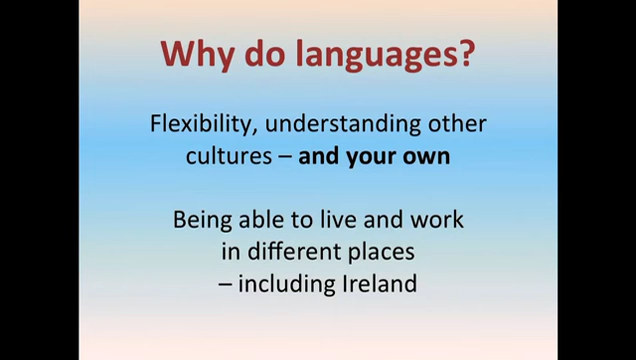 Why do languages?
Flexibility, understanding other
cultures – and your own
Being able to live and work
in different places
– including Ireland